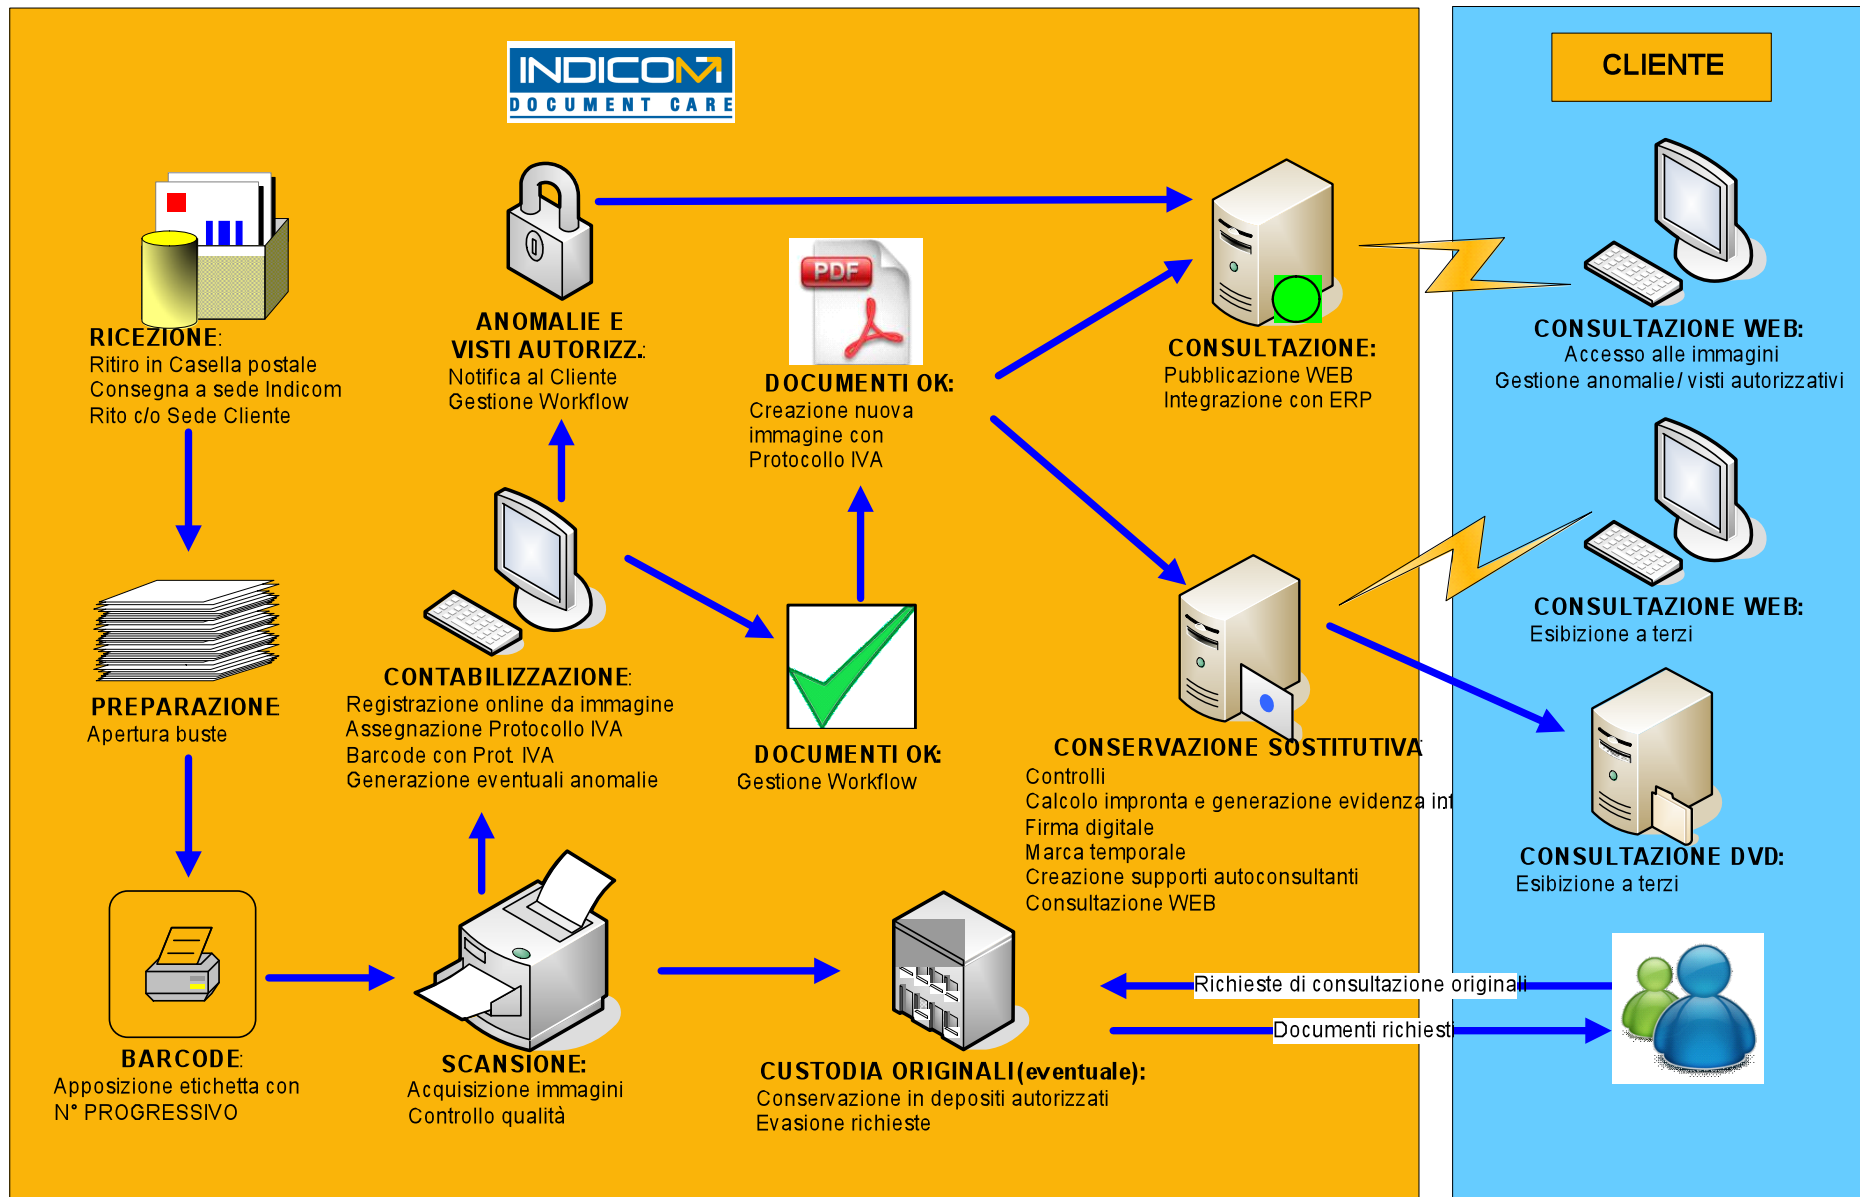 INDICOM
DOCUMENT CARE
CLIENTE
RICEZIONE:
Ritiro in Casella postale
Consegna a sede Indicom
Rito c/o Sede Cliente
ANOMALIE E
VISTI AUTORIZZ.:
Notifica al Cliente
Gestione Workflow
PDF
DOCUMENTI OK:
Creazione nuova
immagine con
Protocollo IVA
CONSULTAZIONE:
Pubblicazione WEB
Integrazione con ERP
CONSULTAZIONE WEB:
Accesso alle immagini
Gestione anomalie/ visti autorizzativi
PREPARAZIONE
Apertura buste
CONTABILIZZAZIONE:
Registrazione online da immagine
Assegnazione Protocollo IVA
Barcode con Prot. IVA
Generazione eventuali anomalie
DOCUMENTI OK:
Gestione Workflow
CONSERVAZIONE SOSTITUTIVA
Controlli
Calcolo impronta e generazione evidenza inf
Firma digitale
Marca temporale
Creazione supporti autoconsultanti
Consultazione WEB
CONSULTAZIONE WEB:
Esibizione a terzi
CONSULTAZIONE DVD:
Esibizione a terzi
BARCODE:
Apposizione etichetta con
N° PROGRESSIVO
SCANSIONE:
Acquisizione immagini
Controllo qualità
CUSTODIA ORIGINALI (eventuale):
Conservazione in depositi autorizzati
Evasione richieste
Richieste di consultazione originali
Documenti richiesti